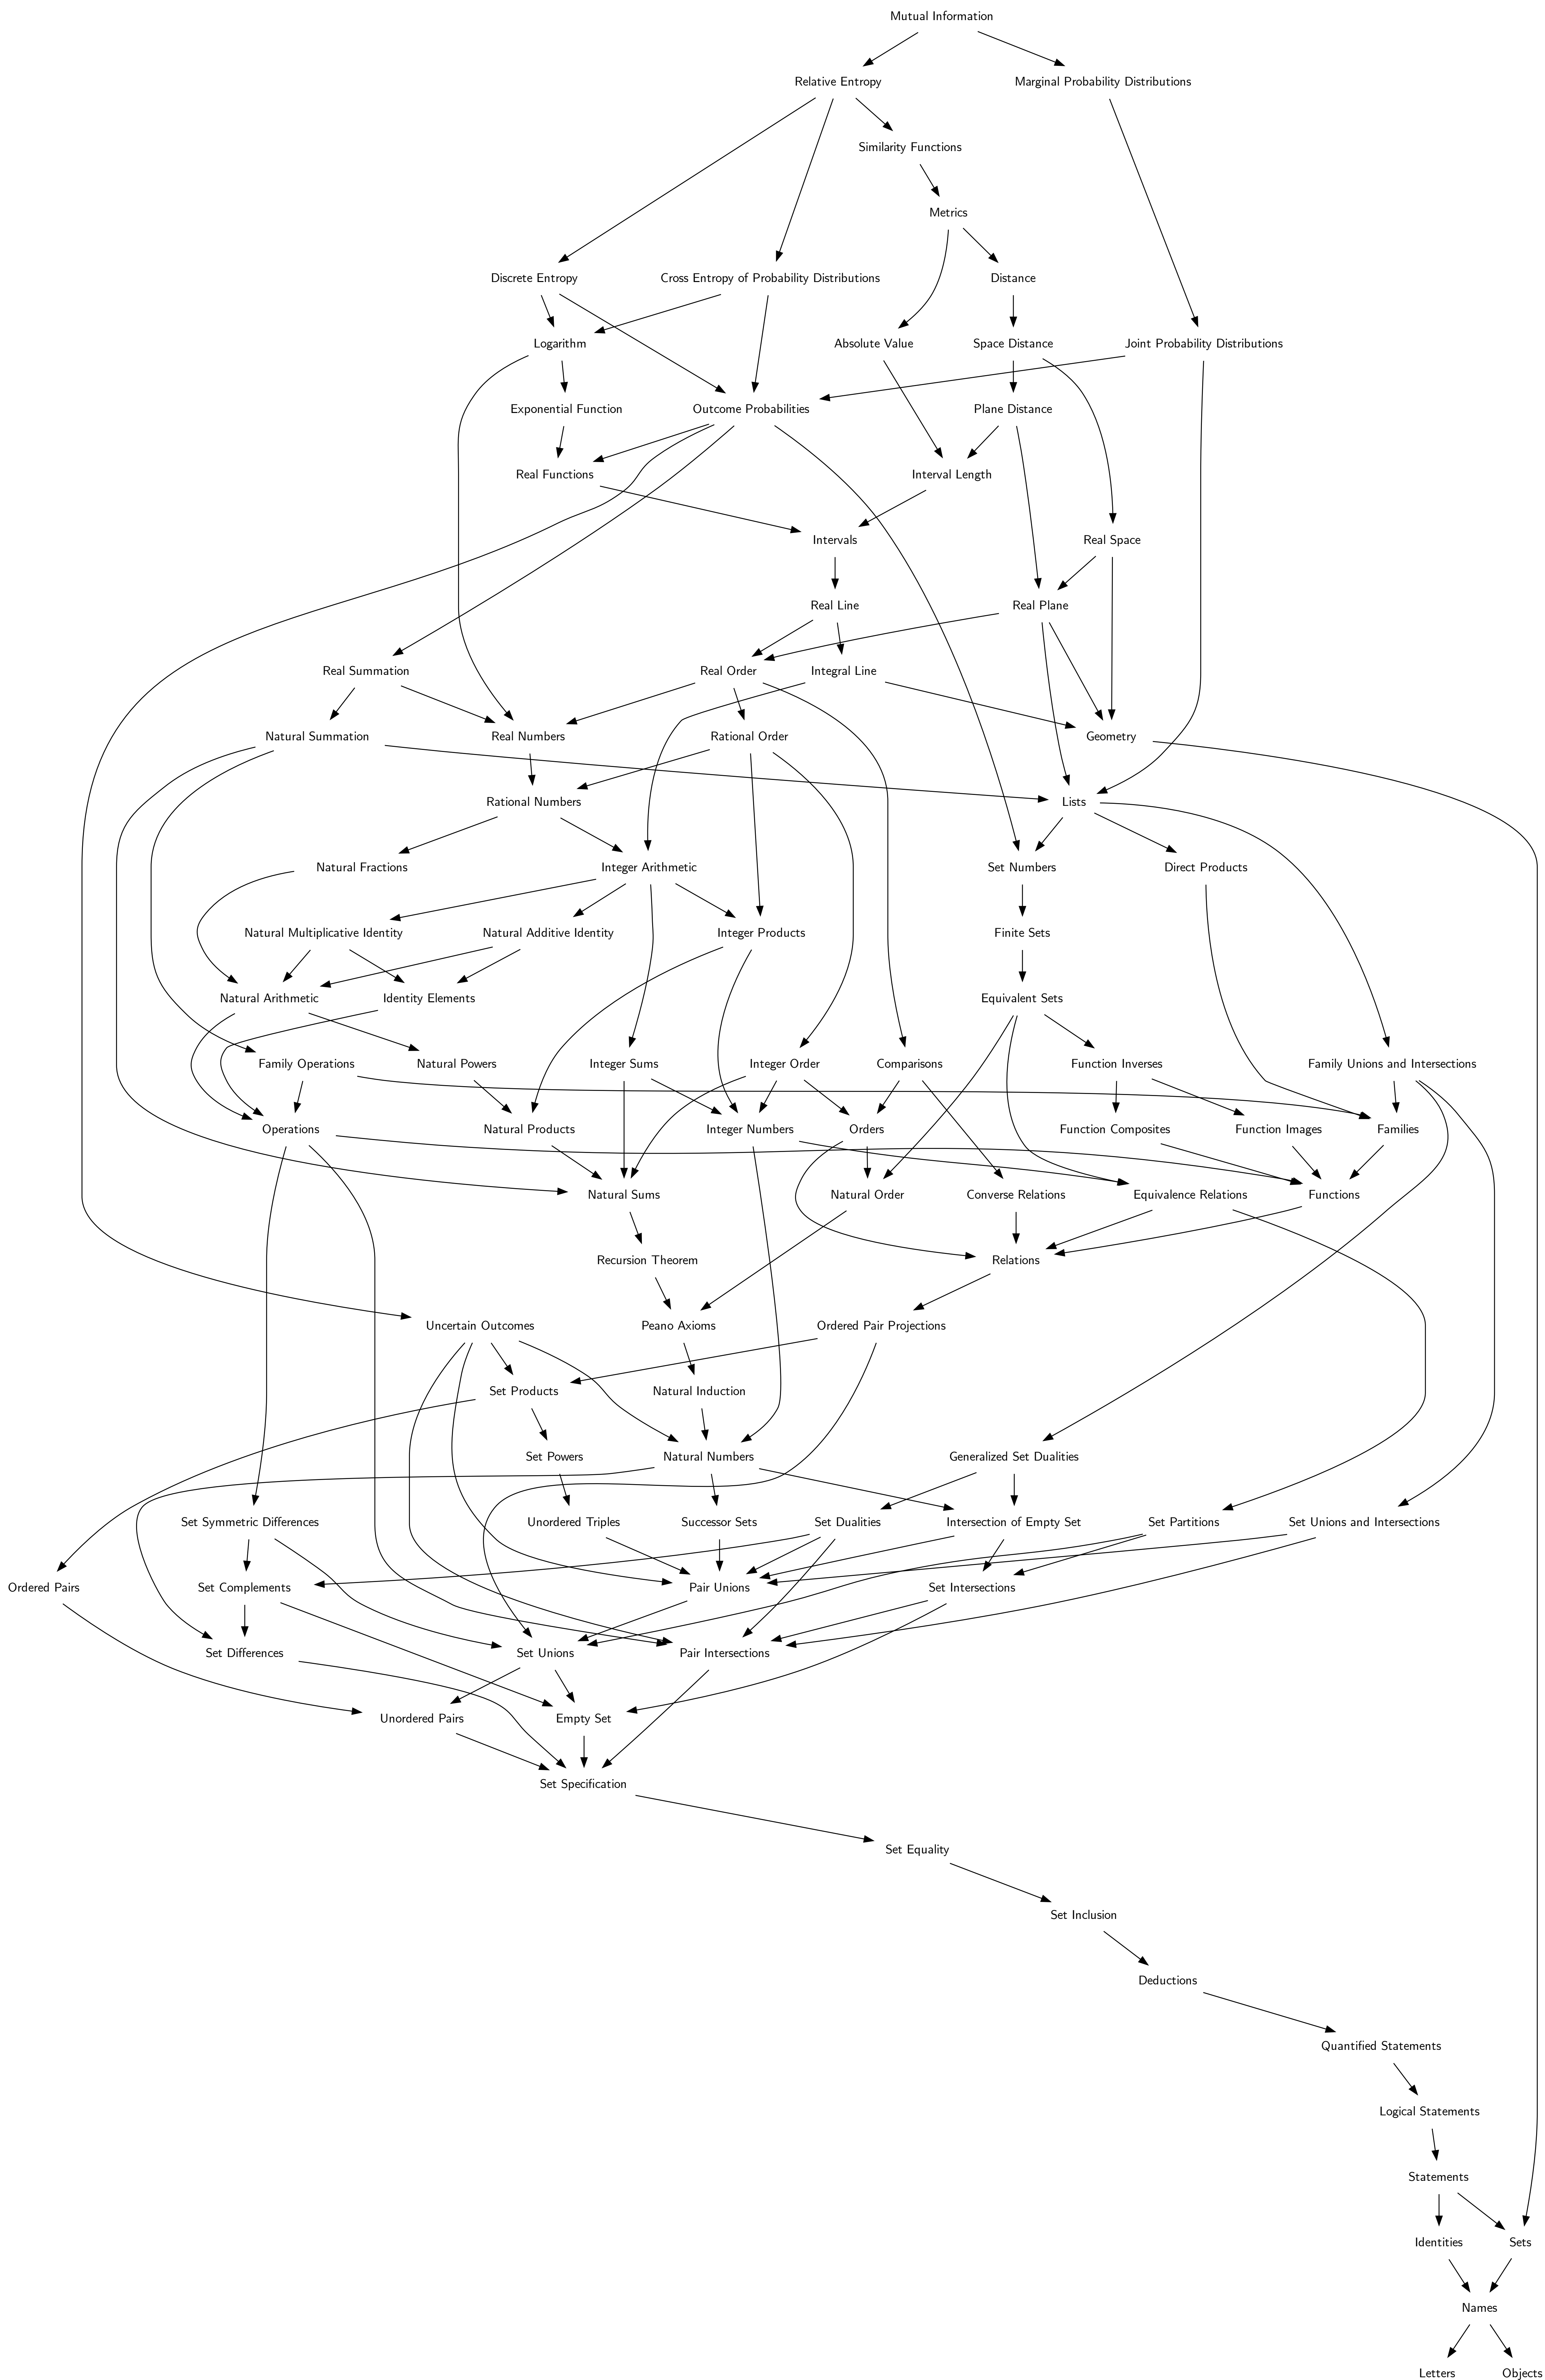 Mutual Information
Relative Entropy
Marginal Probability Distributions
Similarity Functions
Metrics
Discrete Entropy
Cross Entropy of Probability Distributions
Distance
Logarithm
Absolute Value
Space Distance
Joint Probability Distributions
Exponential Function
Outcome Probabilities
Plane Distance
Real Functions
Interval Length
Intervals
Real Space
Real Line
Real Plane
Real Summation
Real Order
Integral Line
Natural Summation
Real Numbers
Rational Order
Geometry
Rational Numbers
Lists
Natural Fractions
Integer Arithmetic
Set Numbers
Direct Products
Natural Multiplicative Identity
Natural Additive Identity
Integer Products
Finite Sets
Natural Arithmetic
Identity Elements
Equivalent Sets
Family Operations
Natural Powers
Integer Sums
Integer Order
Comparisons
Function Inverses
Family Unions and Intersections
Operations
Natural Products
Integer Numbers
Orders
Function Composites
Function Images
Families
Natural Sums
Natural Order
Converse Relations
Equivalence Relations
Functions
Recursion Theorem
Relations
Uncertain Outcomes
Peano Axioms
Ordered Pair Projections
Set Products
Natural Induction
Set Powers
Natural Numbers
Generalized Set Dualities
Set Symmetric Differences
Unordered Triples
Successor Sets
Set Dualities
Intersection of Empty Set
Set Partitions
Set Unions and Intersections
Ordered Pairs
Set Complements
Pair Unions
Set Intersections
Set Differences
Set Unions
Pair Intersections
Unordered Pairs
Empty Set
Set Specification
Set Equality
Set Inclusion
Deductions
Quantified Statements
Logical Statements
Statements
Identities
Sets
Names
Letters
Objects